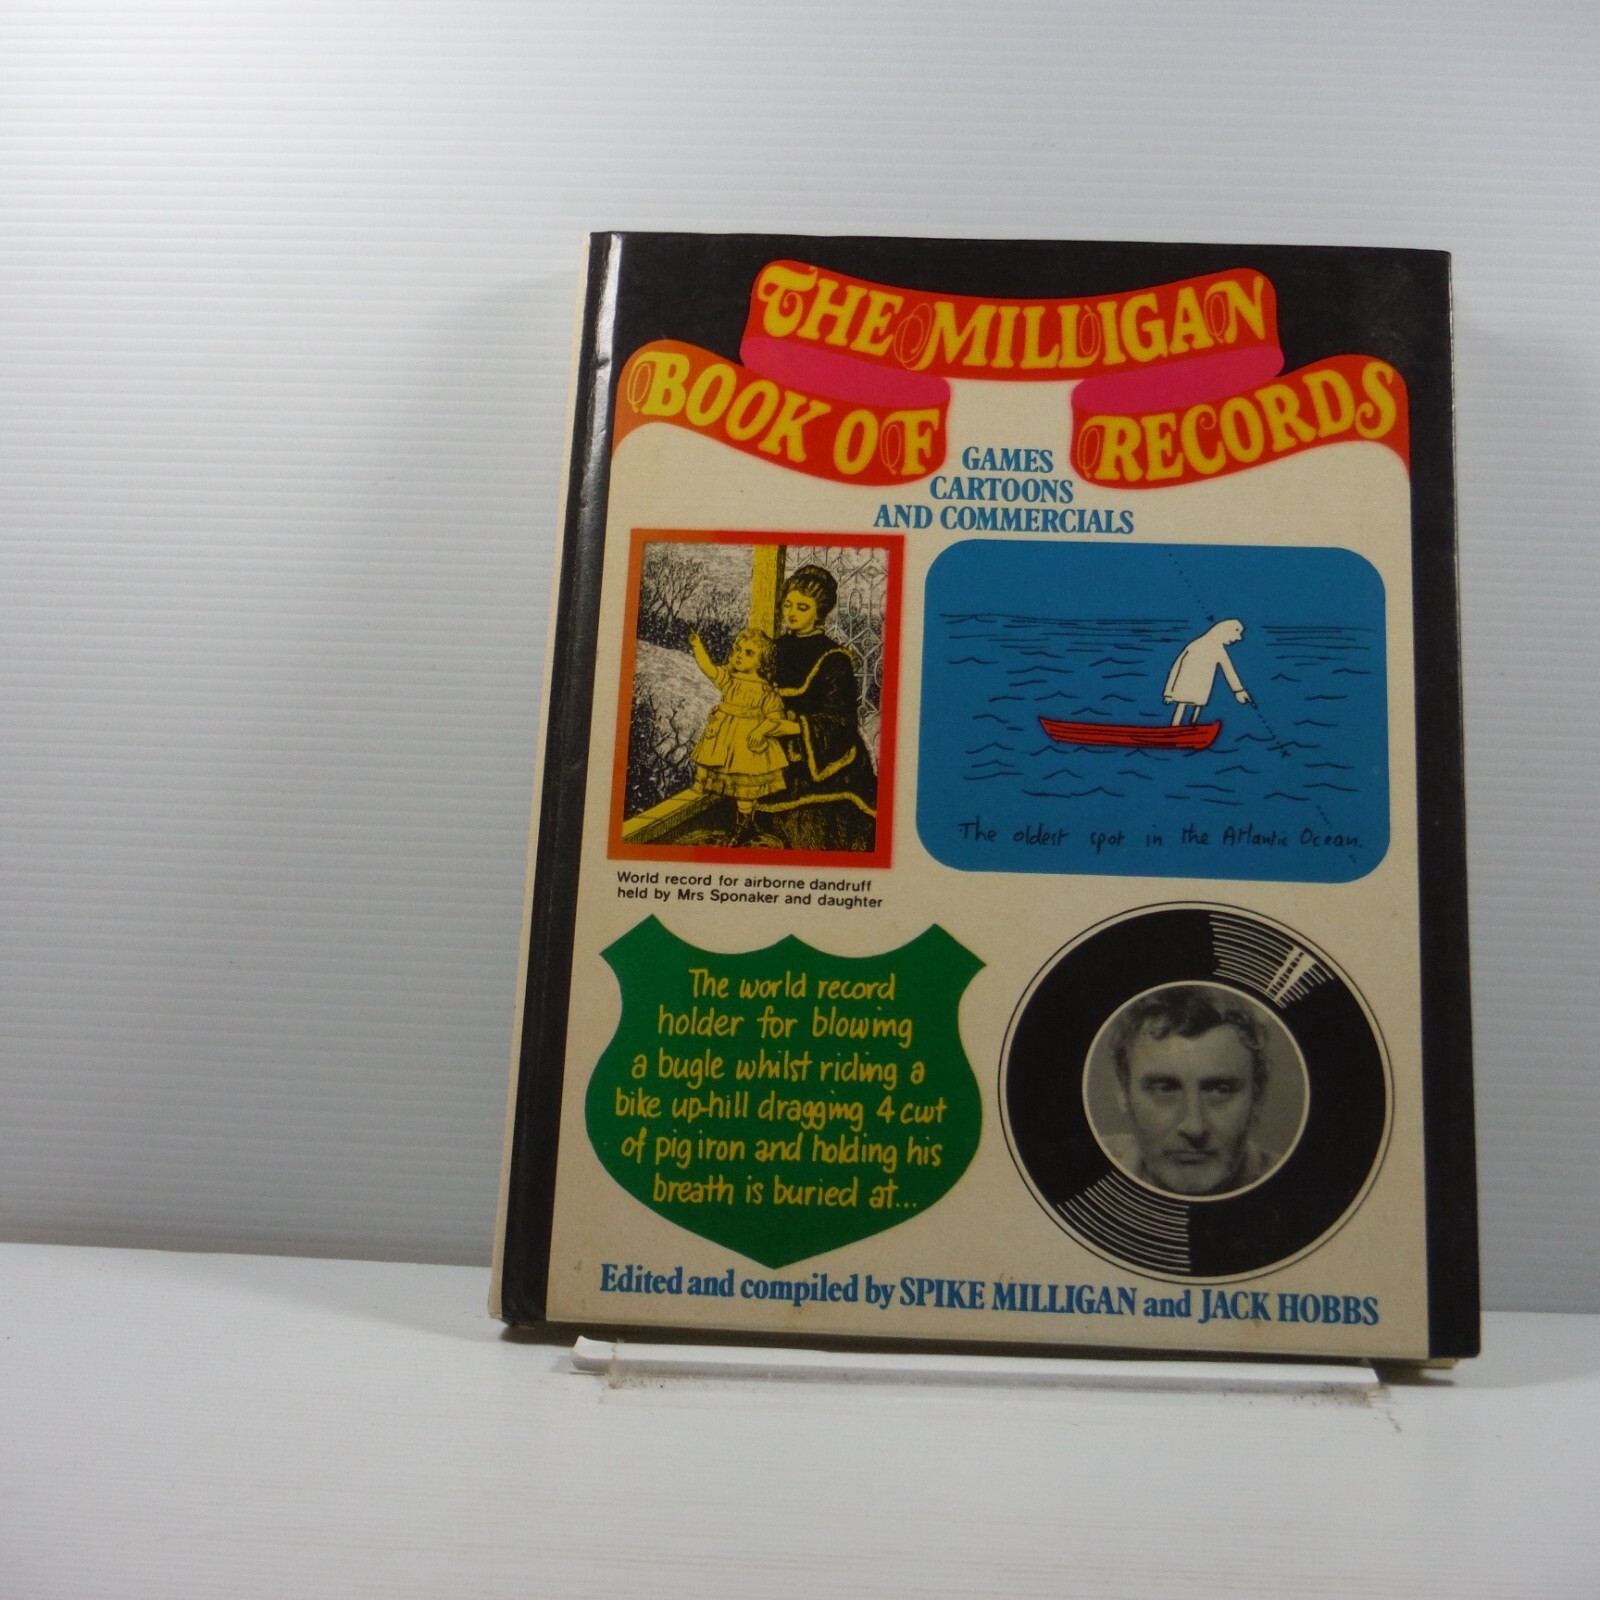 THE MILLIGAN
BOOK OF RECORDS
GAMES
CARTOONS
AND COMMERCIALS
The oldest spot in the Atlantic Ocean.
World record for airborne dandruff
held by Mrs Sponaker and daughter
The world record
holder for blowing
a bugle whilst riding a
bike up-hill dragging 4 cwt
of pig iron and holding his
breath is buried at...
Edited and compiled by SPIKE MILLIGAN and JACK HOBBS